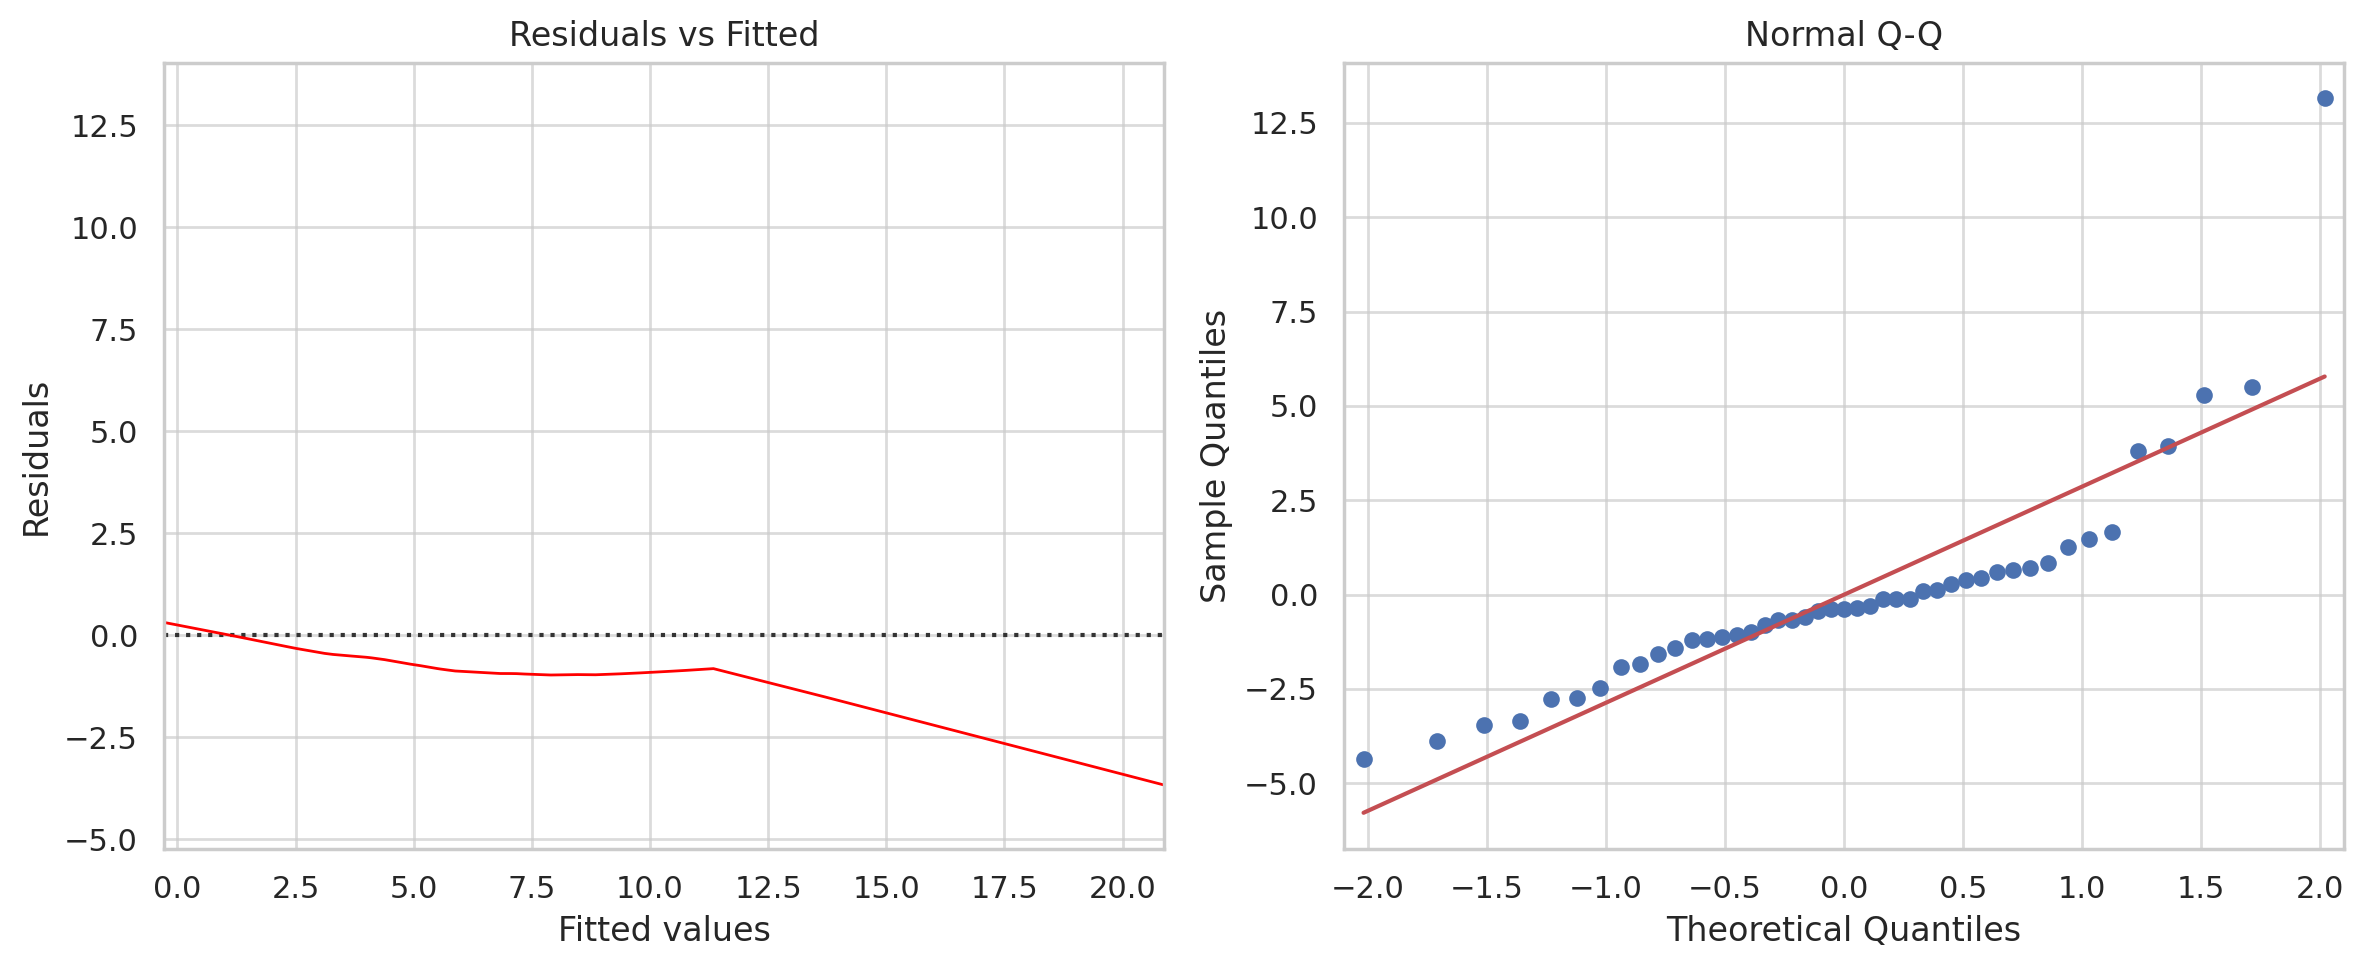 Residuals vs Fitted
12.5
10.0
7.5
5.0
2.5
0.0
−2.5
−5.0
Residuals
0.0 2.5 5.0 7.5 10.0 12.5 15.0 17.5 20.0
Fitted values
Normal Q-Q
12.5
10.0
7.5
5.0
2.5
0.0
−2.5
−5.0
Sample Quantiles
−2.0 −1.5 −1.0 −0.5 0.0 0.5 1.0 1.5 2.0
Theoretical Quantiles